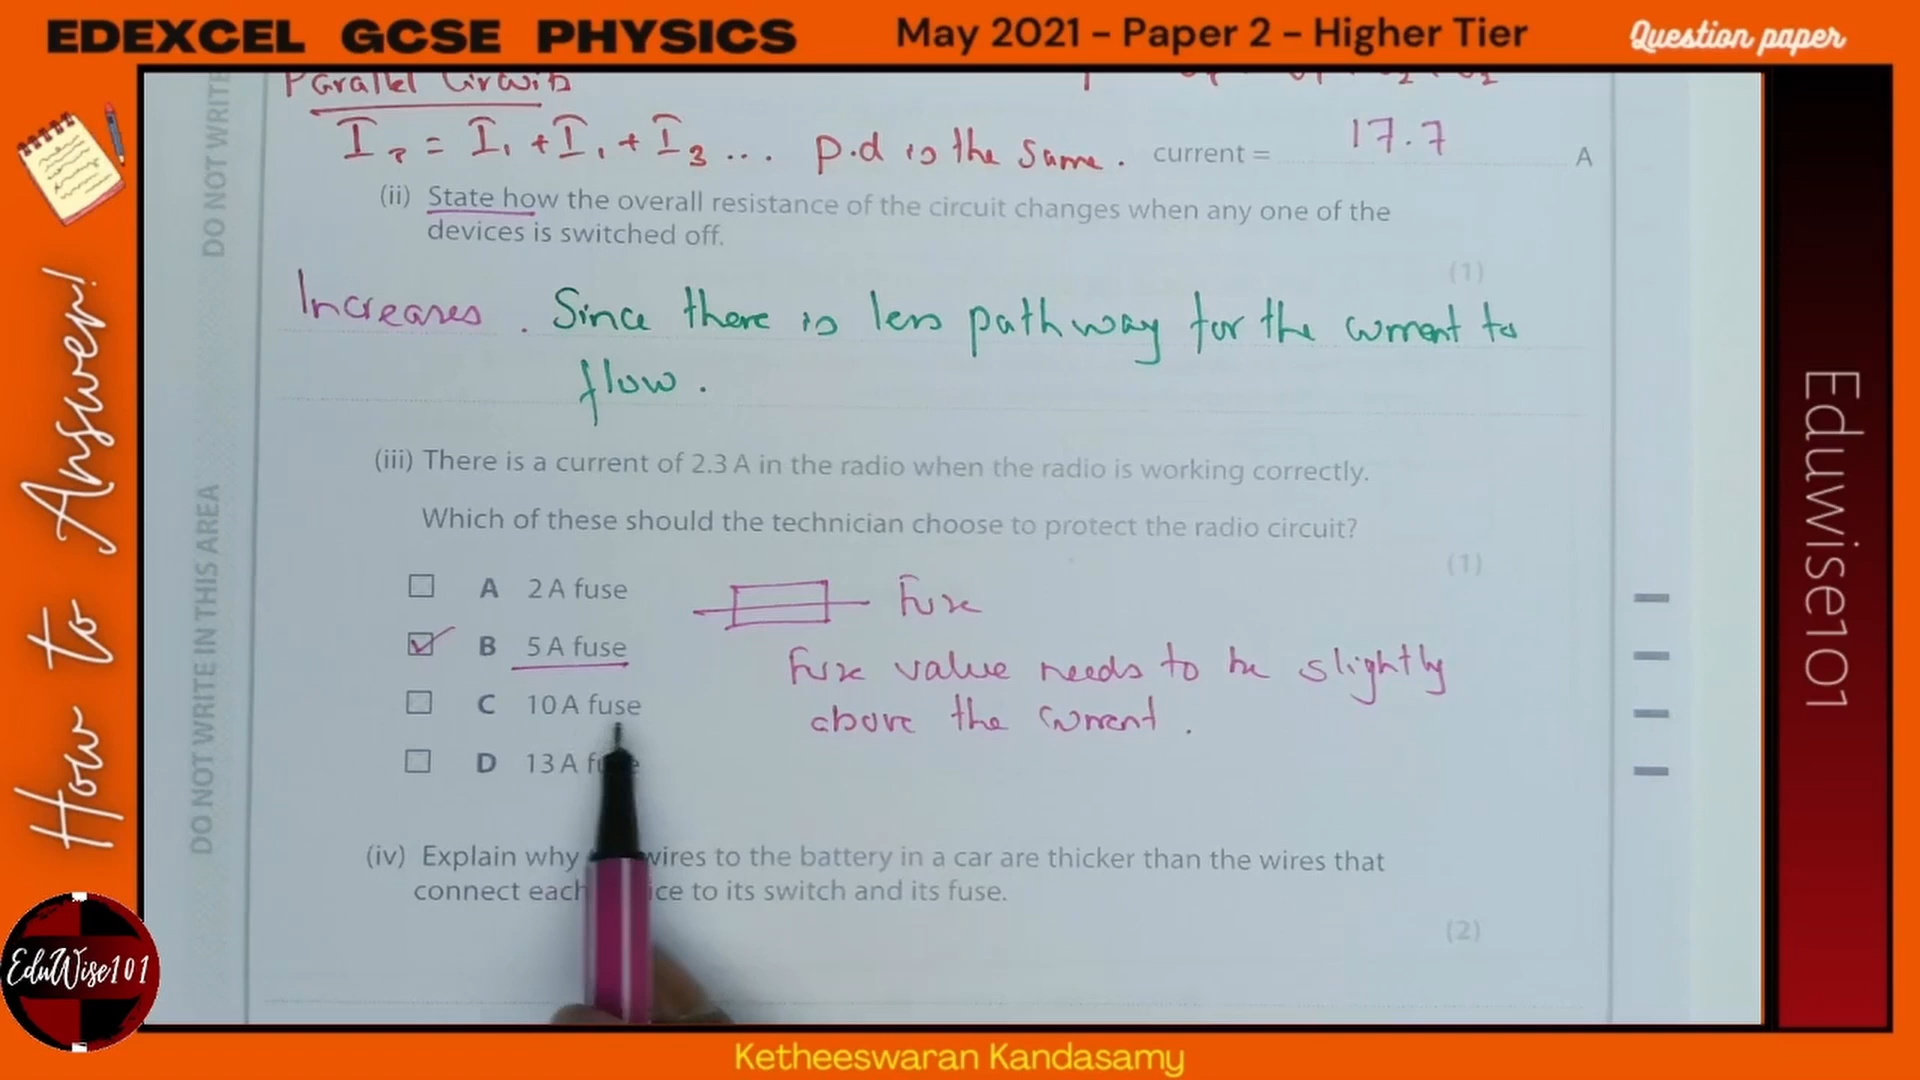 EDEXCEL GCSE PHYSICS
May 2021 - Paper 2 - Higher Tier
Question paper
How to Answer!
DO NOT WRITE
Parallel Circuits
I = I₁ + I₁ + I₃ ... p.d is the same. current = 17.7 A
(ii) State how the overall resistance of the circuit changes when any one of the
devices is switched off.
(1)
Increases. Since there is less pathway for the current to
flow.
DO NOT WRITE IN THIS AREA
(iii) There is a current of 2.3 A in the radio when the radio is working correctly.
Which of these should the technician choose to protect the radio circuit?
(1)
A 2 A fuse
Fuse
B 5 A fuse
Fuse value needs to be slightly
above the current.
C 10 A fuse
D 13 A
(iv) Explain why wires to the battery in a car are thicker than the wires that
connect each ice to its switch and its fuse.
(2)
Eduwise101
EduWise101
Ketheeswaran Kandasamy